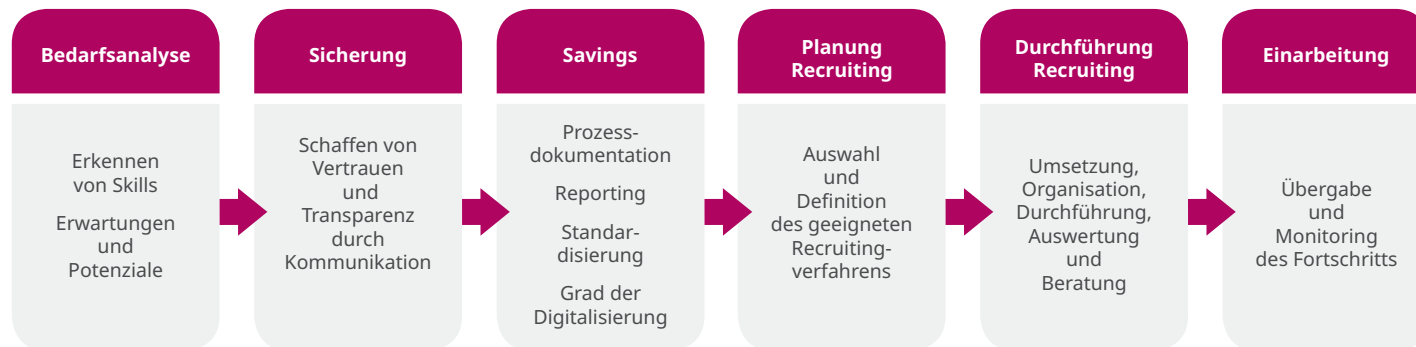 Bedarfsanalyse
Erkennen
von Skills
Erwartungen
und
Potenziale
Sicherung
Schaffen von
Vertrauen
und
Transparenz
durch
Kommunikation
Savings
Prozess-
dokumentation
Reporting
Standar-
disierung
Grad der
Digitalisierung
Planung
Recruiting
Auswahl
und
Definition
des geeigneten
Recruiting-
verfahrens
Durchführung
Recruiting
Umsetzung,
Organisation,
Durchführung,
Auswertung
und
Beratung
Einarbeitung
Übergabe
und
Monitoring
des Fortschritts